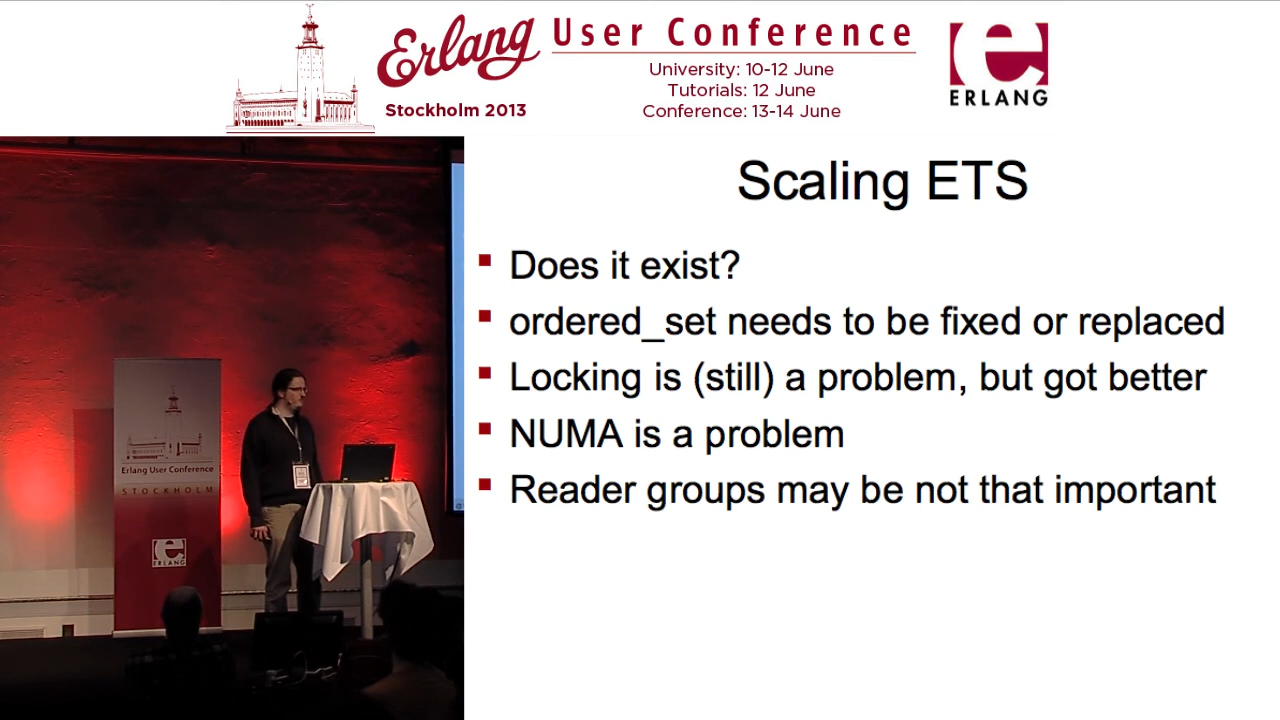 Erlang User Conference
Stockholm 2013
University: 10-12 June
Tutorials: 12 June
Conference: 13-14 June
e
ERLANG
Scaling ETS
Does it exist?
ordered_set needs to be fixed or replaced
Locking is (still) a problem, but got better
NUMA is a problem
Reader groups may be not that important
Erlang User Conference
STOCKHOLM
e
ERLANG